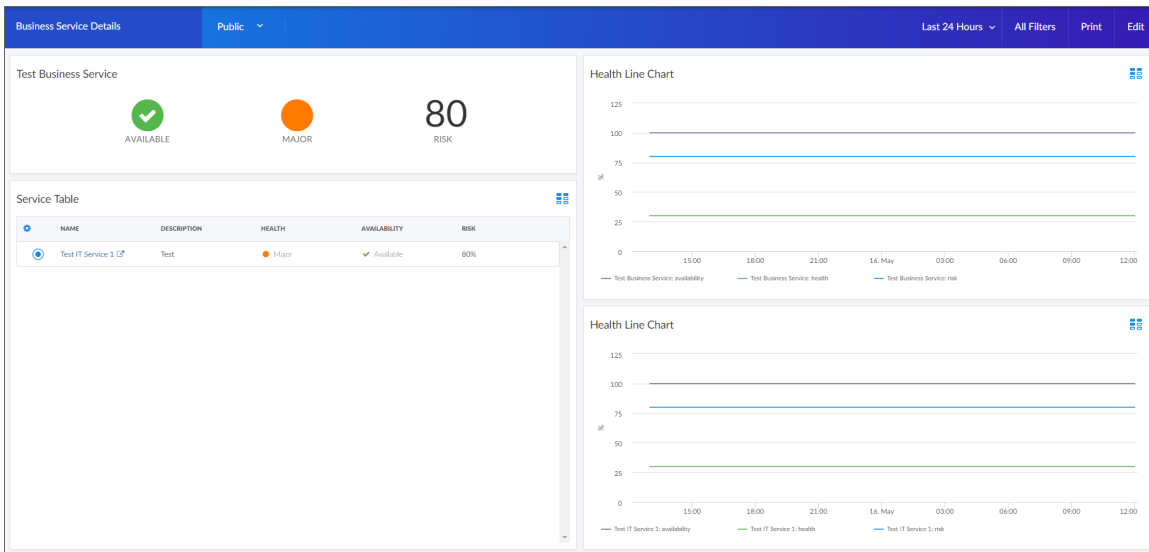 Business Service Details
Public
Last 24 Hours
All Filters
Print
Edit
Test Business Service
AVAILABLE
MAJOR
80
RISK
Service Table
NAME DESCRIPTION HEALTH AVAILABILITY RISK
Test IT Service 1 Test Major Available 80%
Health Line Chart
125
100
75
%
50
25
0
15:00 18:00 21:00 16. May 03:00 06:00 09:00 12:00
Test Business Service: availability Test Business Service: health Test Business Service: risk
Health Line Chart
125
100
75
%
50
25
0
15:00 18:00 21:00 16. May 03:00 06:00 09:00 12:00
Test IT Service 1: availability Test IT Service 1: health Test IT Service 1: risk